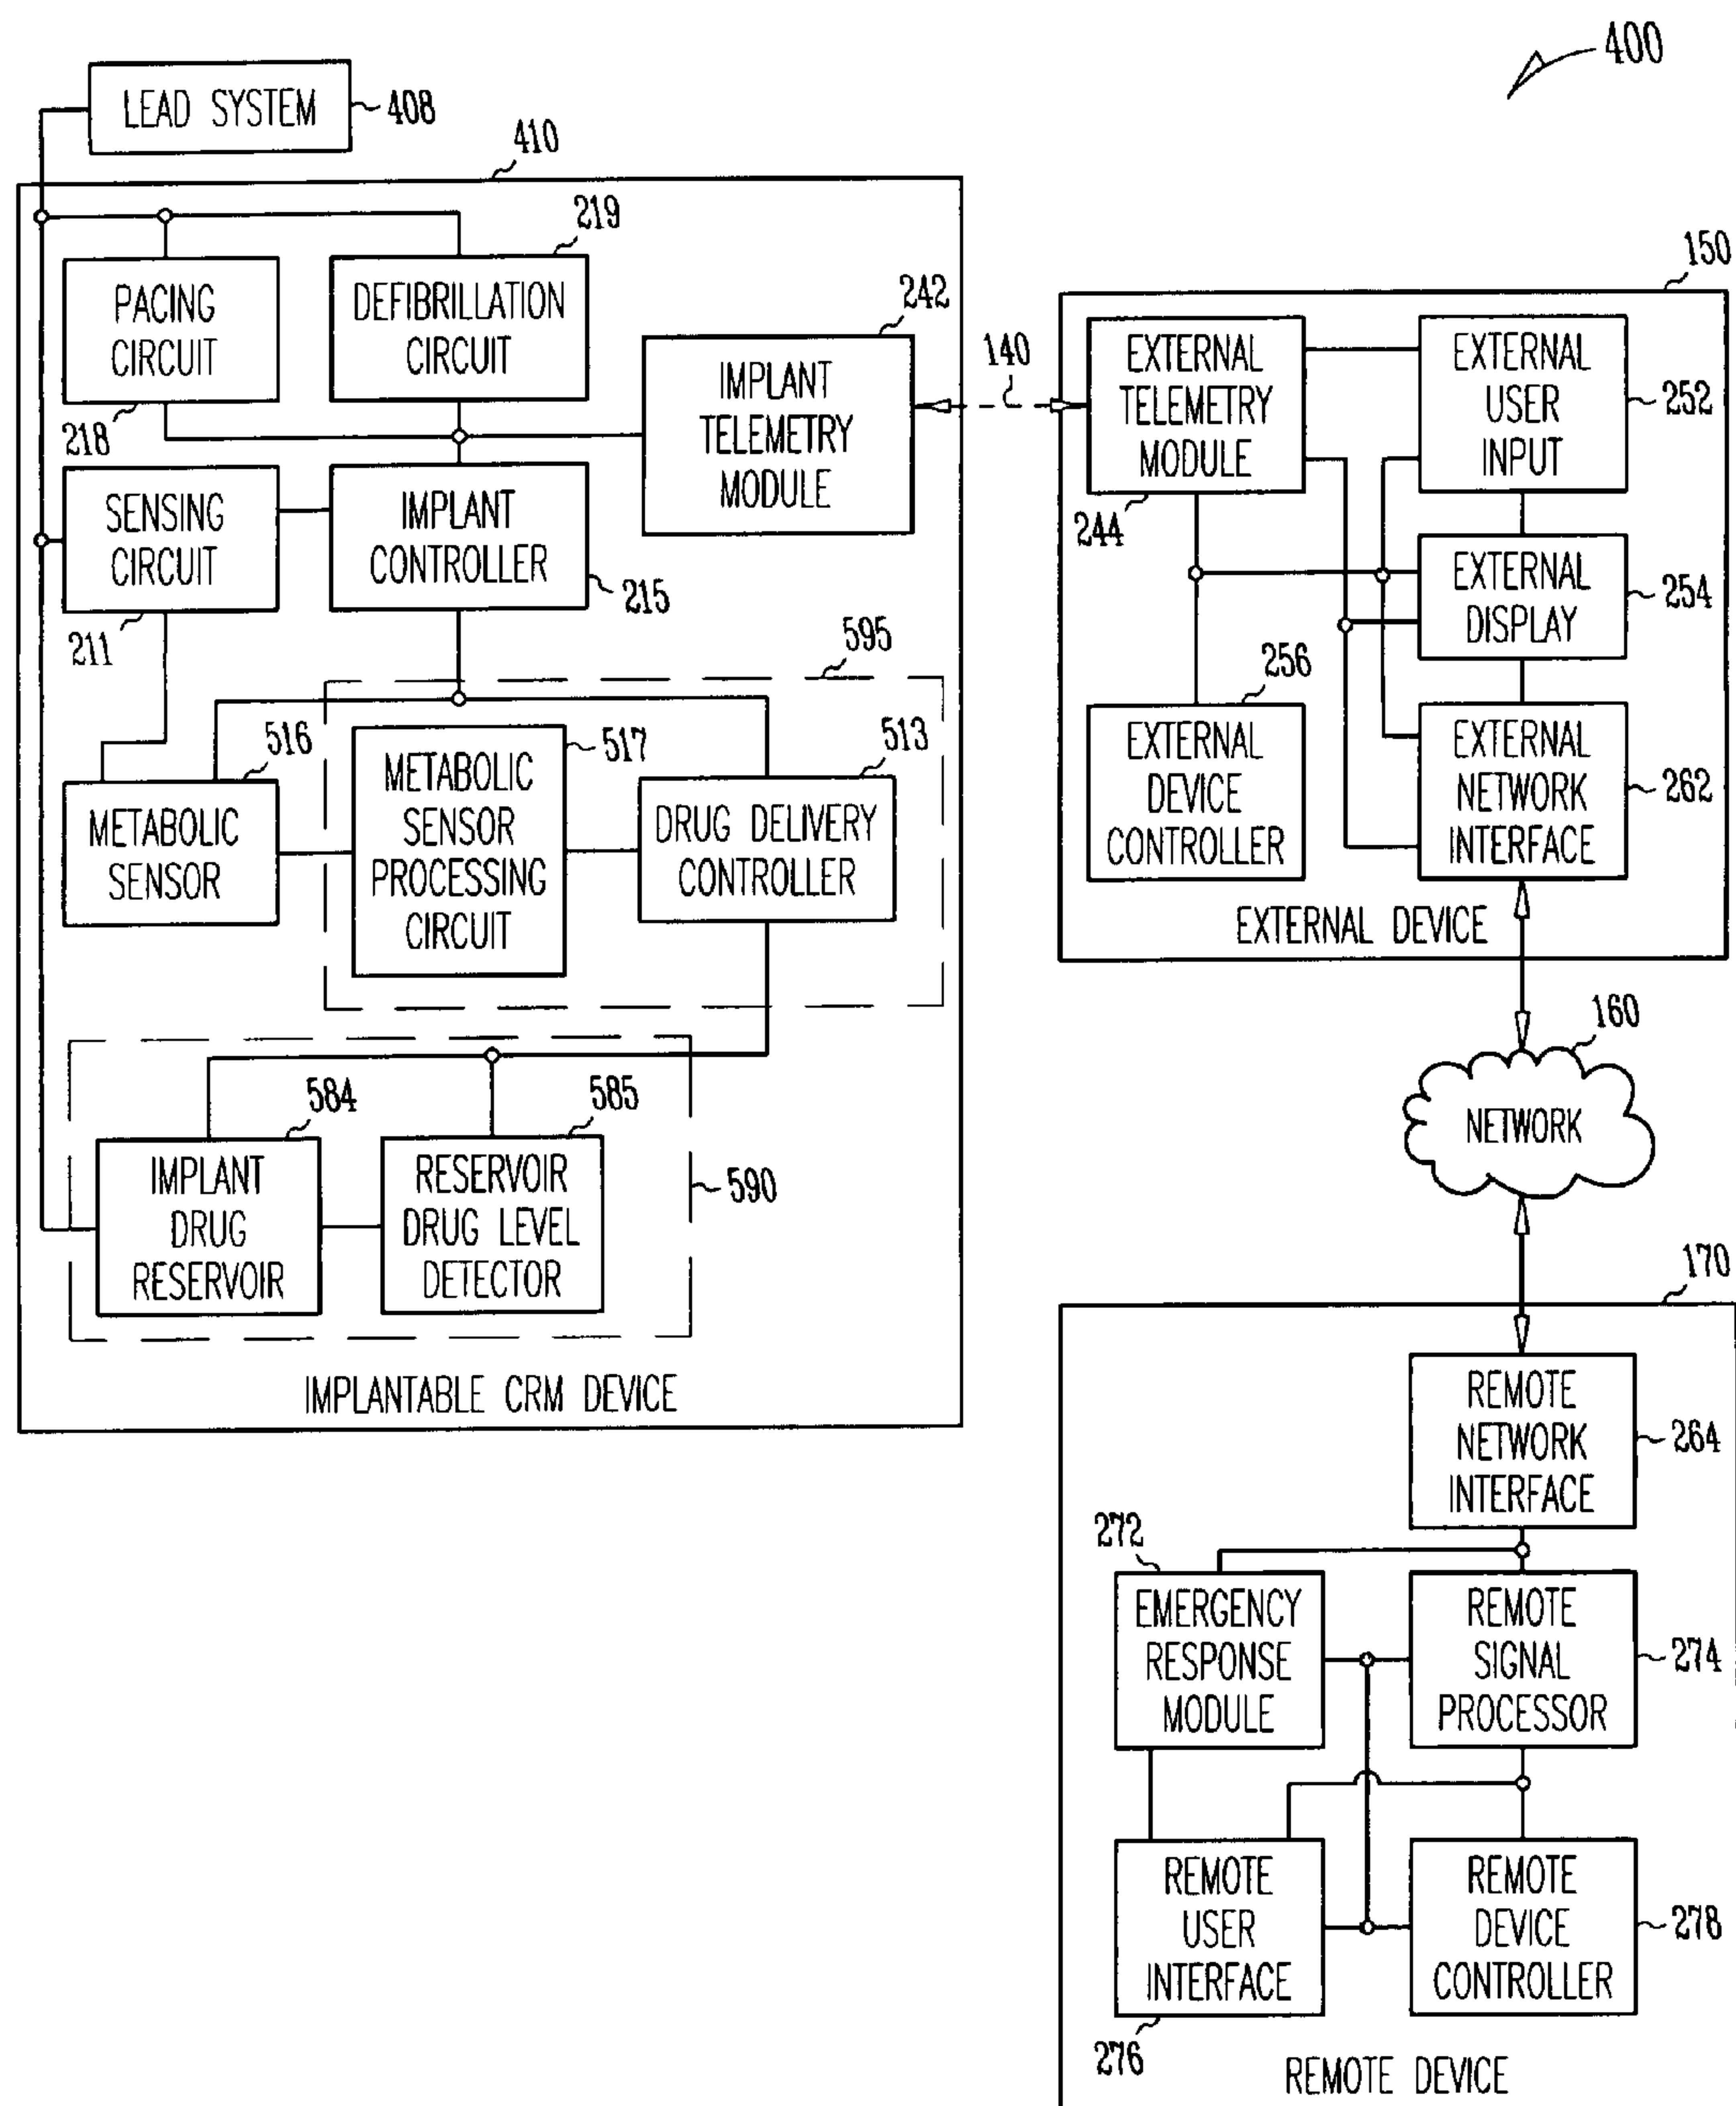 400
LEAD SYSTEM
408
410
219
PACING
CIRCUIT
218
DEFIBRILLATION
CIRCUIT
242
IMPLANT
TELEMETRY
MODULE
140
SENSING
CIRCUIT
211
IMPLANT
CONTROLLER
215
595
516
METABOLIC
SENSOR
517
METABOLIC
SENSOR
PROCESSING
CIRCUIT
513
DRUG DELIVERY
CONTROLLER
584
IMPLANT
DRUG
RESERVOIR
585
RESERVOIR
DRUG LEVEL
DETECTOR
590
IMPLANTABLE CRM DEVICE
150
EXTERNAL
TELEMETRY
MODULE
244
EXTERNAL
USER
INPUT
252
EXTERNAL
DISPLAY
254
256
EXTERNAL
DEVICE
CONTROLLER
EXTERNAL
NETWORK
INTERFACE
262
EXTERNAL DEVICE
160
NETWORK
170
REMOTE
NETWORK
INTERFACE
264
272
EMERGENCY
RESPONSE
MODULE
REMOTE
SIGNAL
PROCESSOR
274
REMOTE
USER
INTERFACE
276
REMOTE
DEVICE
CONTROLLER
278
REMOTE DEVICE